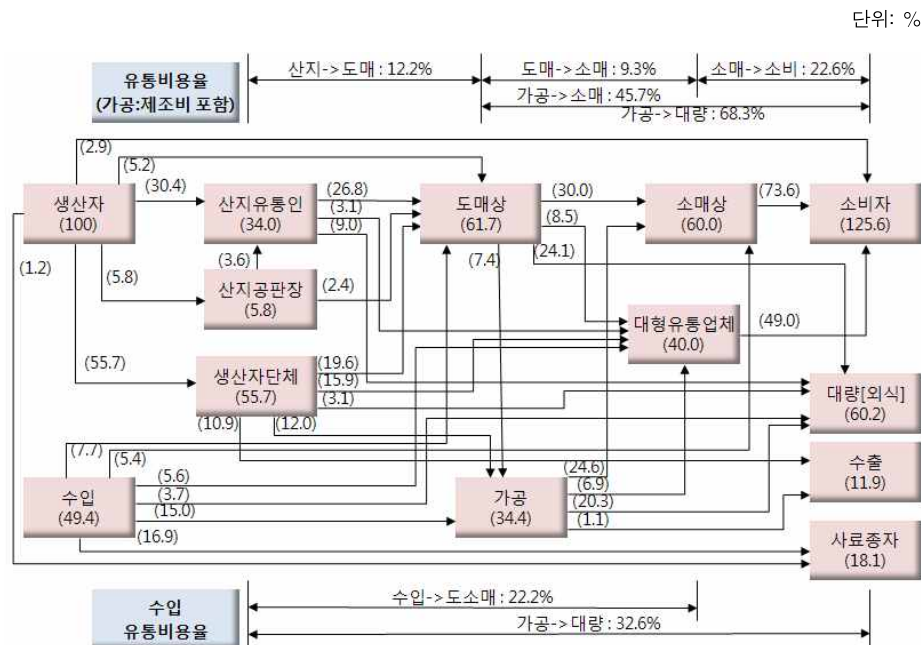 단위: %
유통비용율
(가공:제조비 포함)
산지->도매 : 12.2%
도매->소매 : 9.3%
소매->소비 : 22.6%
가공->소매 : 45.7%
가공->대량 : 68.3%
(2.9)
(5.2)
(30.4)
생산자
(100)
산지유통인
(34.0)
(26.8)
(3.1)
(9.0)
도매상
(61.7)
(30.0)
(8.5)
(24.1)
소매상
(60.0)
(73.6)
소비자
(125.6)
(1.2)
(5.8)
(3.6)
산지공판장
(5.8)
(2.4)
(7.4)
대형유통업체
(40.0)
(49.0)
(55.7)
생산자단체
(55.7)
(19.6)
(15.9)
(3.1)
대량[외식]
(60.2)
(10.9)
(12.0)
(7.7)
(5.4)
수입
(49.4)
(5.6)
(3.7)
(15.0)
(16.9)
가공
(34.4)
(24.6)
(6.9)
(20.3)
(1.1)
수출
(11.9)
사료종자
(18.1)
수입
유통비용율
수입->도소매 : 22.2%
가공->대량 : 32.6%